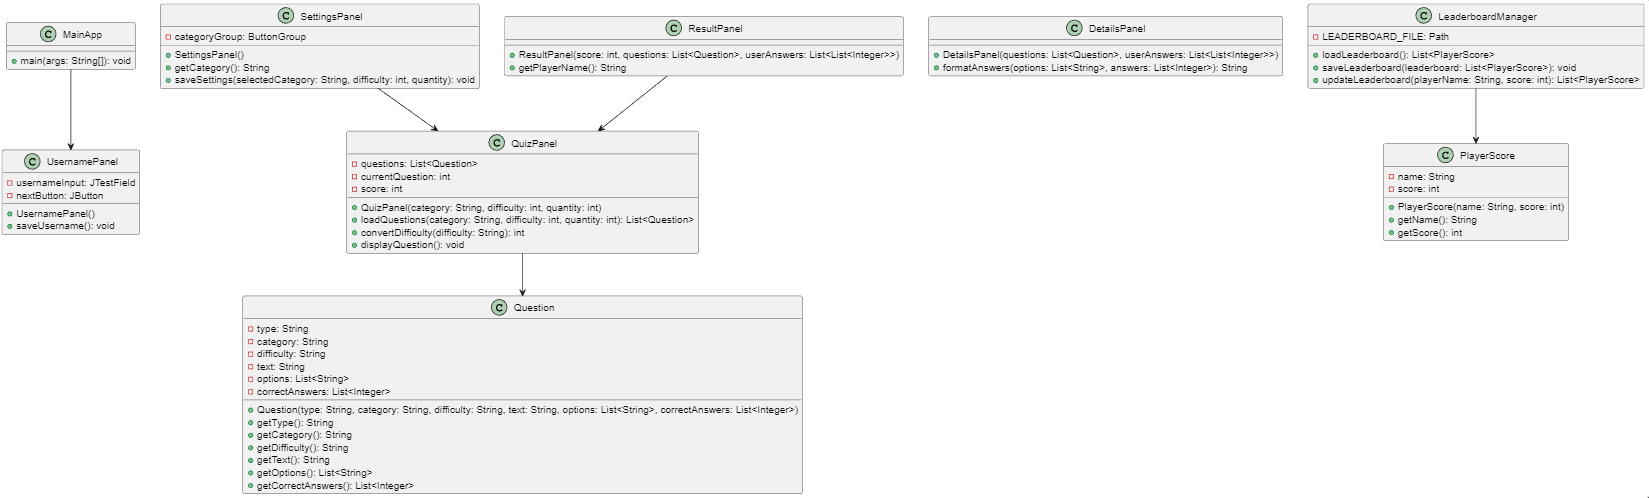 C MainApp
main(args: String[]): void
C SettingsPanel
categoryGroup: ButtonGroup
SettingsPanel()
getCategory(): String
saveSettings(selectedCategory: String, difficulty: int, quantity): void
C ResultPanel
ResultPanel(score: int, questions: List<Question>, userAnswers: List<List<Integer>>)
getPlayerName(): String
C DetailsPanel
DetailsPanel(questions: List<Question>, userAnswers: List<List<Integer>>)
formatAnswers(options: List<String>, answers: List<Integer>): String
C LeaderboardManager
LEADERBOARD_FILE: Path
loadLeaderboard(): List<PlayerScore>
saveLeaderboard(leaderboard: List<PlayerScore>): void
updateLeaderboard(playerName: String, score: int): List<PlayerScore>
C UsernamePanel
usernameInput: JTestField
nextButton: JButton
UsernamePanel()
saveUsername(): void
C QuizPanel
questions: List<Question>
currentQuestion: int
score: int
QuizPanel(category: String, difficulty: int, quantity: int)
loadQuestions(category: String, difficulty: int, quantity: int): List<Question>
convertDifficulty(difficulty: String): int
displayQuestion(): void
C PlayerScore
name: String
score: int
PlayerScore(name: String, score: int)
getName(): String
getScore(): int
C Question
type: String
category: String
difficulty: String
text: String
options: List<String>
correctAnswers: List<Integer>
Question(type: String, category: String, difficulty: String, text: String, options: List<String>, correctAnswers: List<Integer>)
getType(): String
getCategory(): String
getDifficulty(): String
getText(): String
getOptions(): List<String>
getCorrectAnswers(): List<Integer>